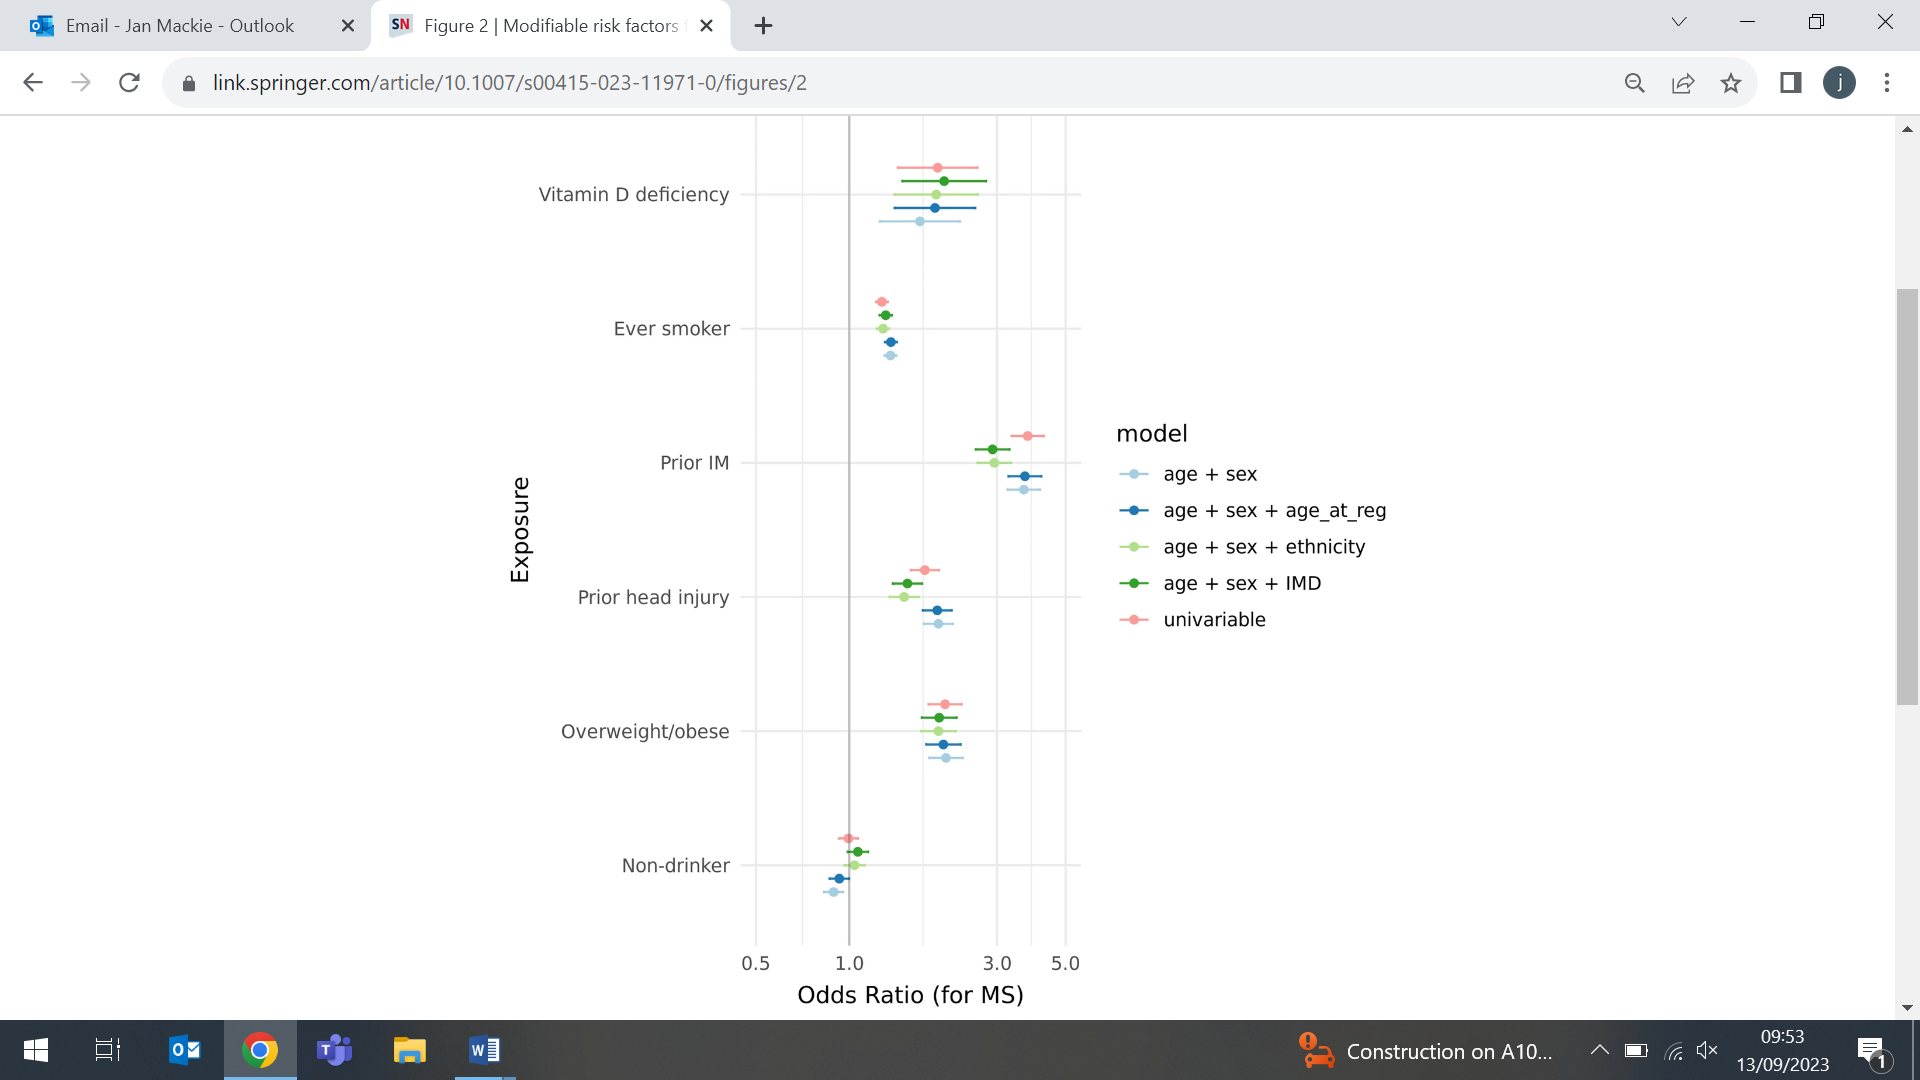 Email - Jan Mackie - Outlook
SN Figure 2 | Modifiable risk factors
link.springer.com/article/10.1007/s00415-023-11971-0/figures/2
j
Vitamin D deficiency
Ever smoker
Prior IM
Prior head injury
Overweight/obese
Non-drinker
Exposure
0.5 1.0 3.0 5.0
Odds Ratio (for MS)
model
age + sex
age + sex + age_at_reg
age + sex + ethnicity
age + sex + IMD
univariable
Construction on A10...
09:53
13/09/2023
1